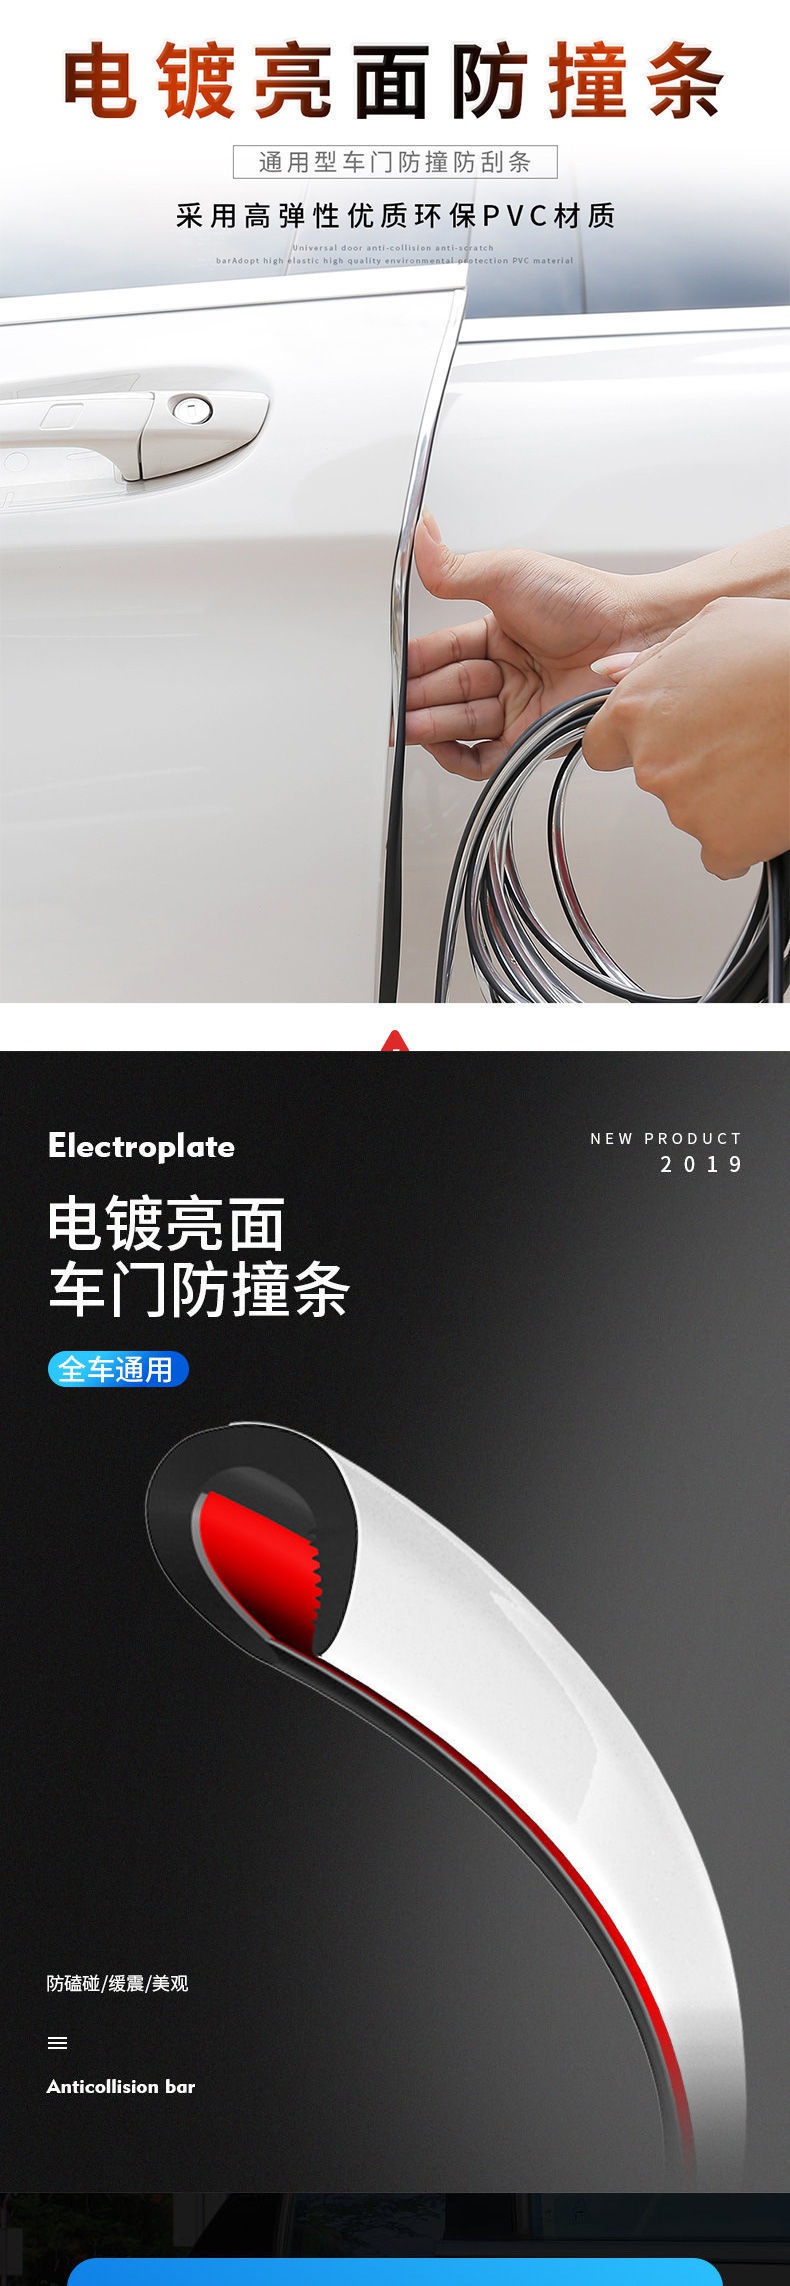 电镀亮面防撞条
通用型车门防撞防刮条
采用高弹性优质环保PVC材质
Universal door anti-collision anti-scratch
barAdopt high elastic high quality environmental protection PVC material
Electroplate
NEW PRODUCT
2019
电镀亮面
车门防撞条
全车通用
防磕碰/缓震/美观
Anticollision bar